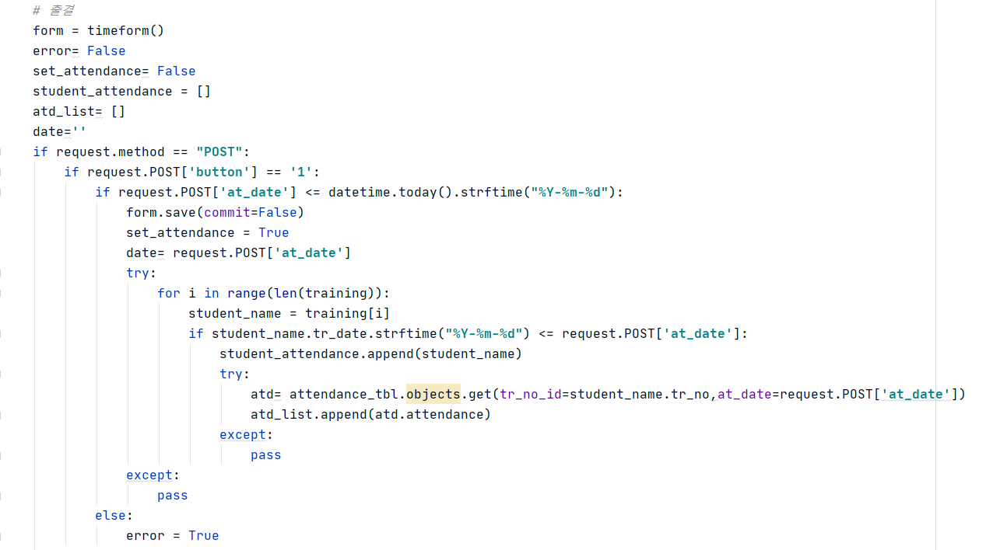 # 출결
form = timeform()
error= False
set_attendance= False
student_attendance = []
atd_list= []
date=''
if request.method == "POST":
    if request.POST['button'] == '1':
        if request.POST['at_date'] <= datetime.today().strftime("%Y-%m-%d"):
            form.save(commit=False)
            set_attendance = True
            date= request.POST['at_date']
            try:
                for i in range(len(training)):
                    student_name = training[i]
                    if student_name.tr_date.strftime("%Y-%m-%d") <= request.POST['at_date']:
                        student_attendance.append(student_name)
                        try:
                            atd= attendance_tbl.objects.get(tr_no_id=student_name.tr_no,at_date=request.POST['at_date'])
                            atd_list.append(atd.attendance)
                        except:
                            pass
            except:
                pass
        else:
            error = True